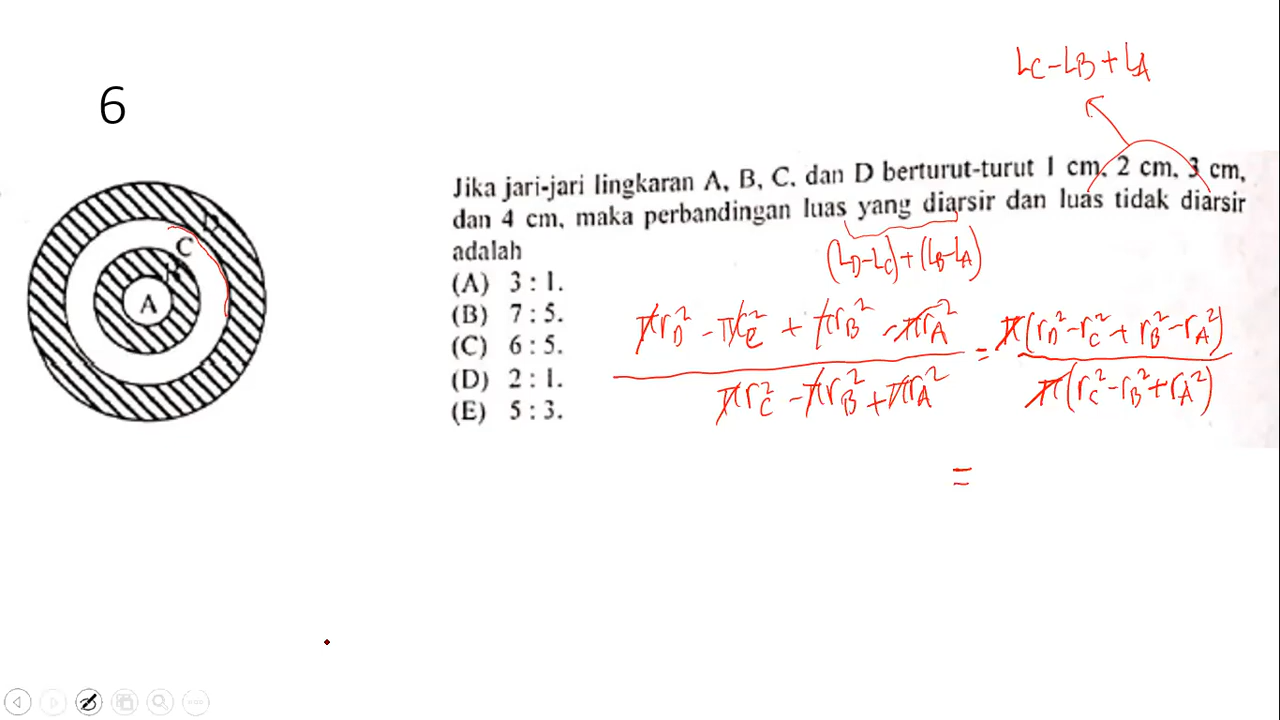 LC - LB + LA
6
Jika jari-jari lingkaran A, B, C, dan D berturut-turut 1 cm, 2 cm, 3 cm,
dan 4 cm, maka perbandingan luas yang diarsir dan luas tidak diarsir
adalah
(LD-LC)+(LB-LA)
(A) 3 : 1.
(B) 7 : 5.
(C) 6 : 5.
(D) 2 : 1.
(E) 5 : 3.
D
C
B
A
πrD² - πrC² + πrB² - πrA² = π(rD² - rC² + rB² - rA²)
πrC² - πrB² + πrA² π(rC² - rB² + rA²)
=